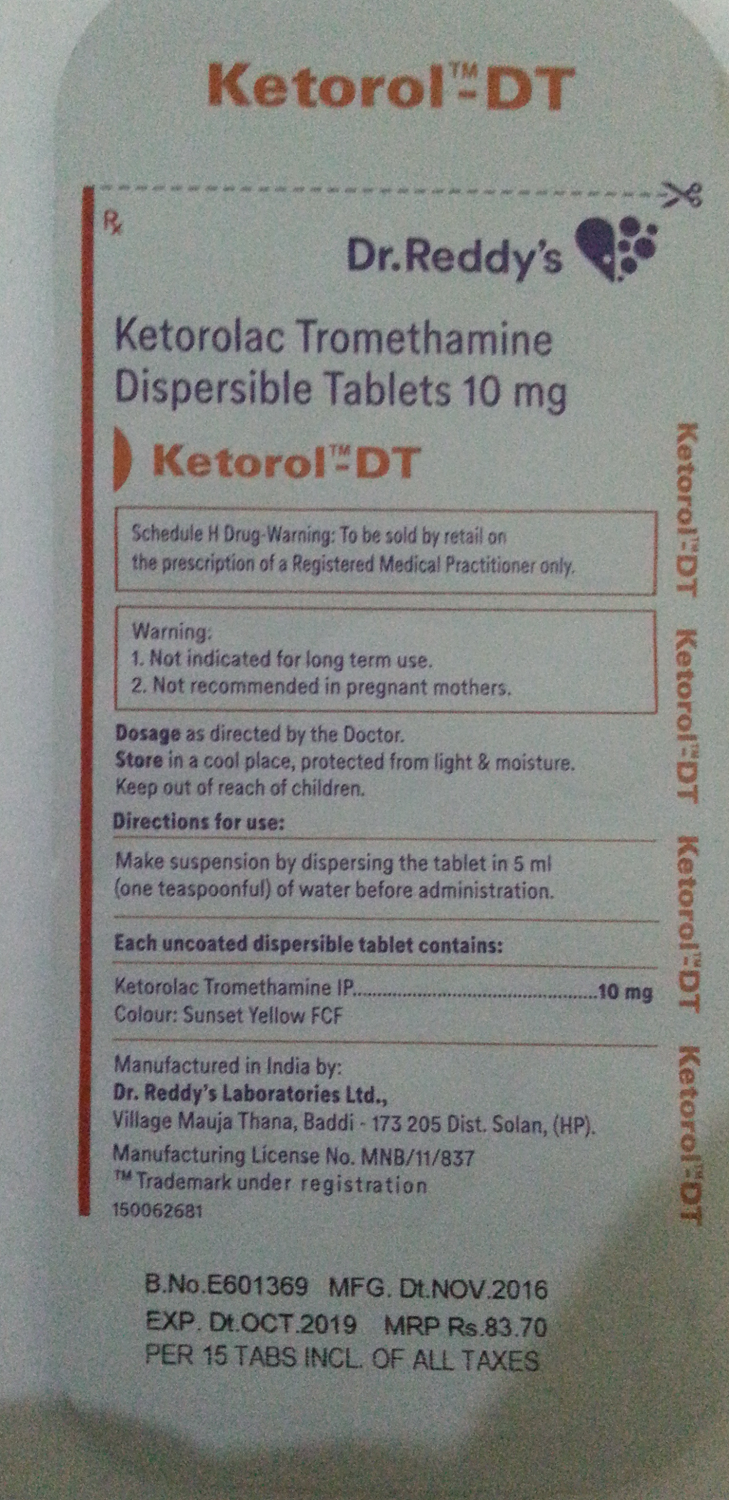 Ketorol™-DT
Rx
Dr.Reddy's
Ketorolac Tromethamine
Dispersible Tablets 10 mg
Ketorol™-DT
Schedule H Drug-Warning: To be sold by retail on
the prescription of a Registered Medical Practitioner only.
Warning:
1. Not indicated for long term use.
2. Not recommended in pregnant mothers.
Dosage as directed by the Doctor.
Store in a cool place, protected from light & moisture.
Keep out of reach of children.
Directions for use:
Make suspension by dispersing the tablet in 5 ml
(one teaspoonful) of water before administration.
Each uncoated dispersible tablet contains:
Ketorolac Tromethamine IP................................................10 mg
Colour: Sunset Yellow FCF
Manufactured in India by:
Dr. Reddy's Laboratories Ltd.,
Village Mauja Thana, Baddi - 173 205 Dist. Solan, (HP).
Manufacturing License No. MNB/11/837
™ Trademark under registration
150062681
B.No.E601369 MFG. Dt.NOV.2016
EXP. Dt.OCT.2019 MRP Rs.83.70
PER 15 TABS INCL. OF ALL TAXES
Ketorol™-DT Ketorol™-DT Ketorol™-DT Ketorol™-DT